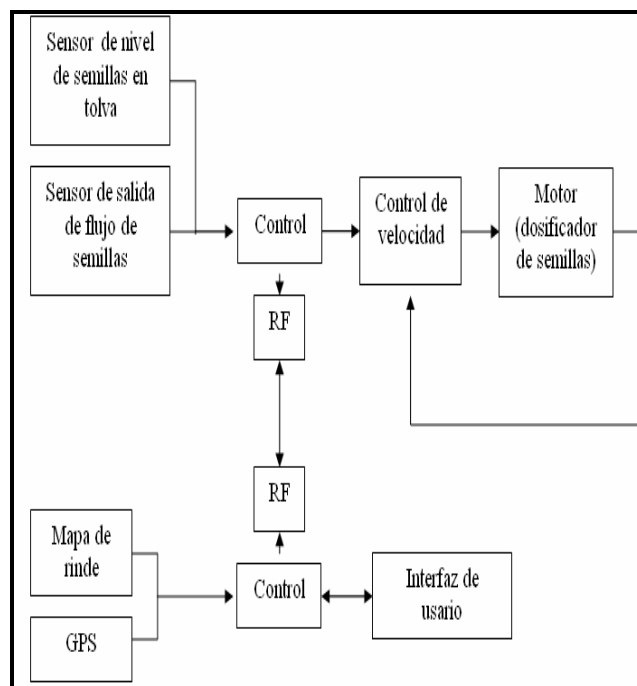 Sensor de nivel
de semillas en
tolva
Sensor de salida
de flujo de
semillas
Control
Control de
velocidad
Motor
(dosificador
de semillas)
RF
RF
Mapa de
rinde
GPS
Control
Interfaz de
usuario